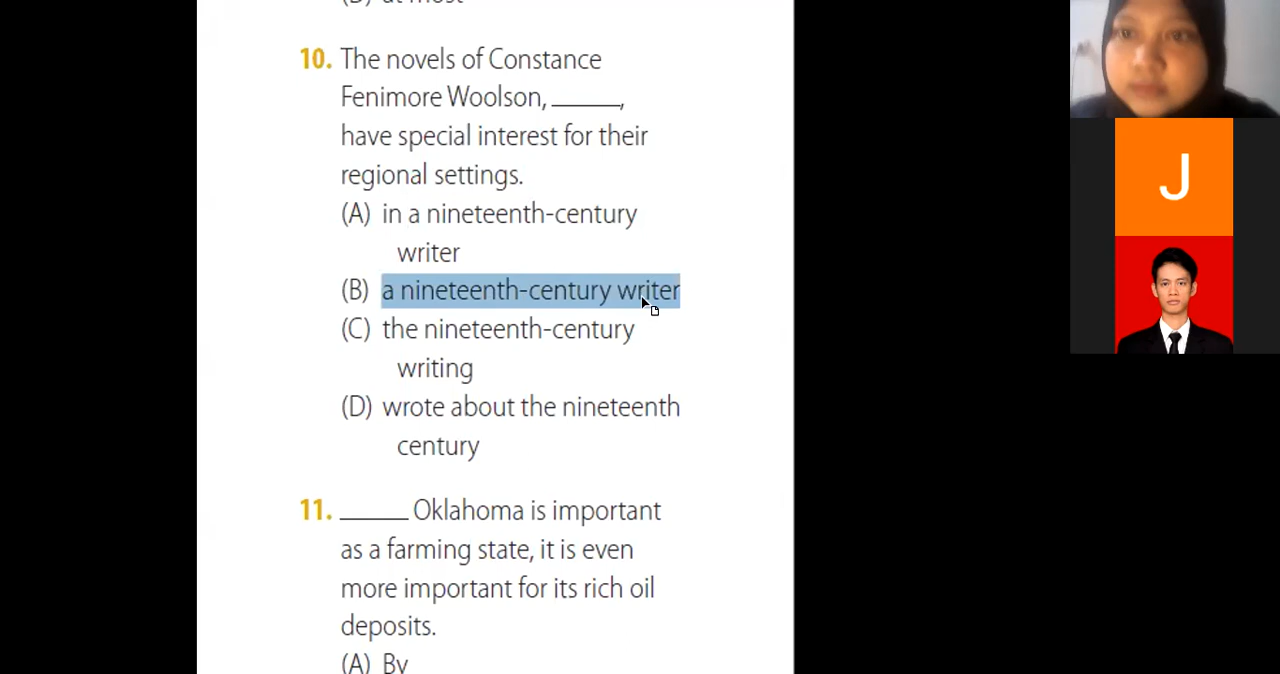 (D) at most
10. The novels of Constance
Fenimore Woolson, ______,
have special interest for their
regional settings.
(A) in a nineteenth-century
writer
(B) a nineteenth-century writer
(C) the nineteenth-century
writing
(D) wrote about the nineteenth
century
11. ______ Oklahoma is important
as a farming state, it is even
more important for its rich oil
deposits.
(A) By
J